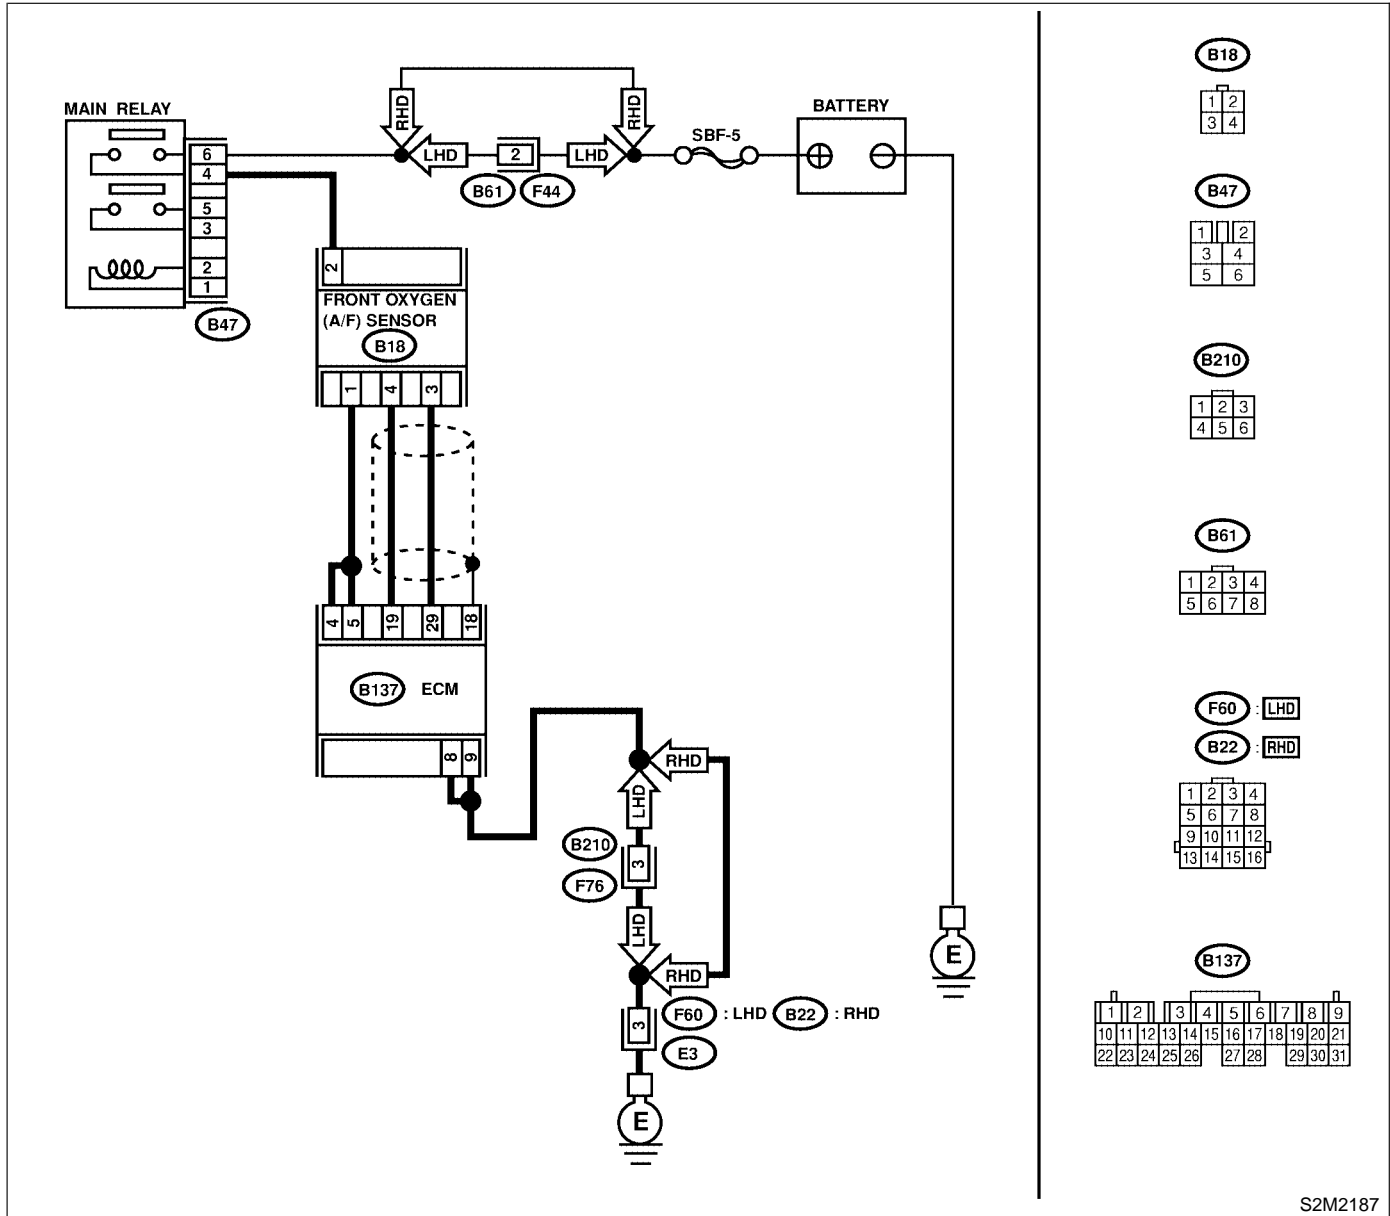 MAIN RELAY
6
4
5
3
2
1
B47
RHD
RHD
LHD
2
LHD
B61
F44
SBF-5
BATTERY
2
FRONT OXYGEN
(A/F) SENSOR
B18
1 4 3
4 5 19 29 18
B137 ECM
8 9
RHD
LHD
B210
3
F76
LHD
RHD
3
F60 : LHD B22 : RHD
E3
E
E
B18
1 2
3 4
B47
1 2
3 4
5 6
B210
1 2 3
4 5 6
B61
1 2 3 4
5 6 7 8
F60 : LHD
B22 : RHD
1 2 3 4
5 6 7 8
9 10 11 12
13 14 15 16
B137
1 2 3 4 5 6 7 8 9
10 11 12 13 14 15 16 17 18 19 20 21
22 23 24 25 26 27 28 29 30 31
S2M2187